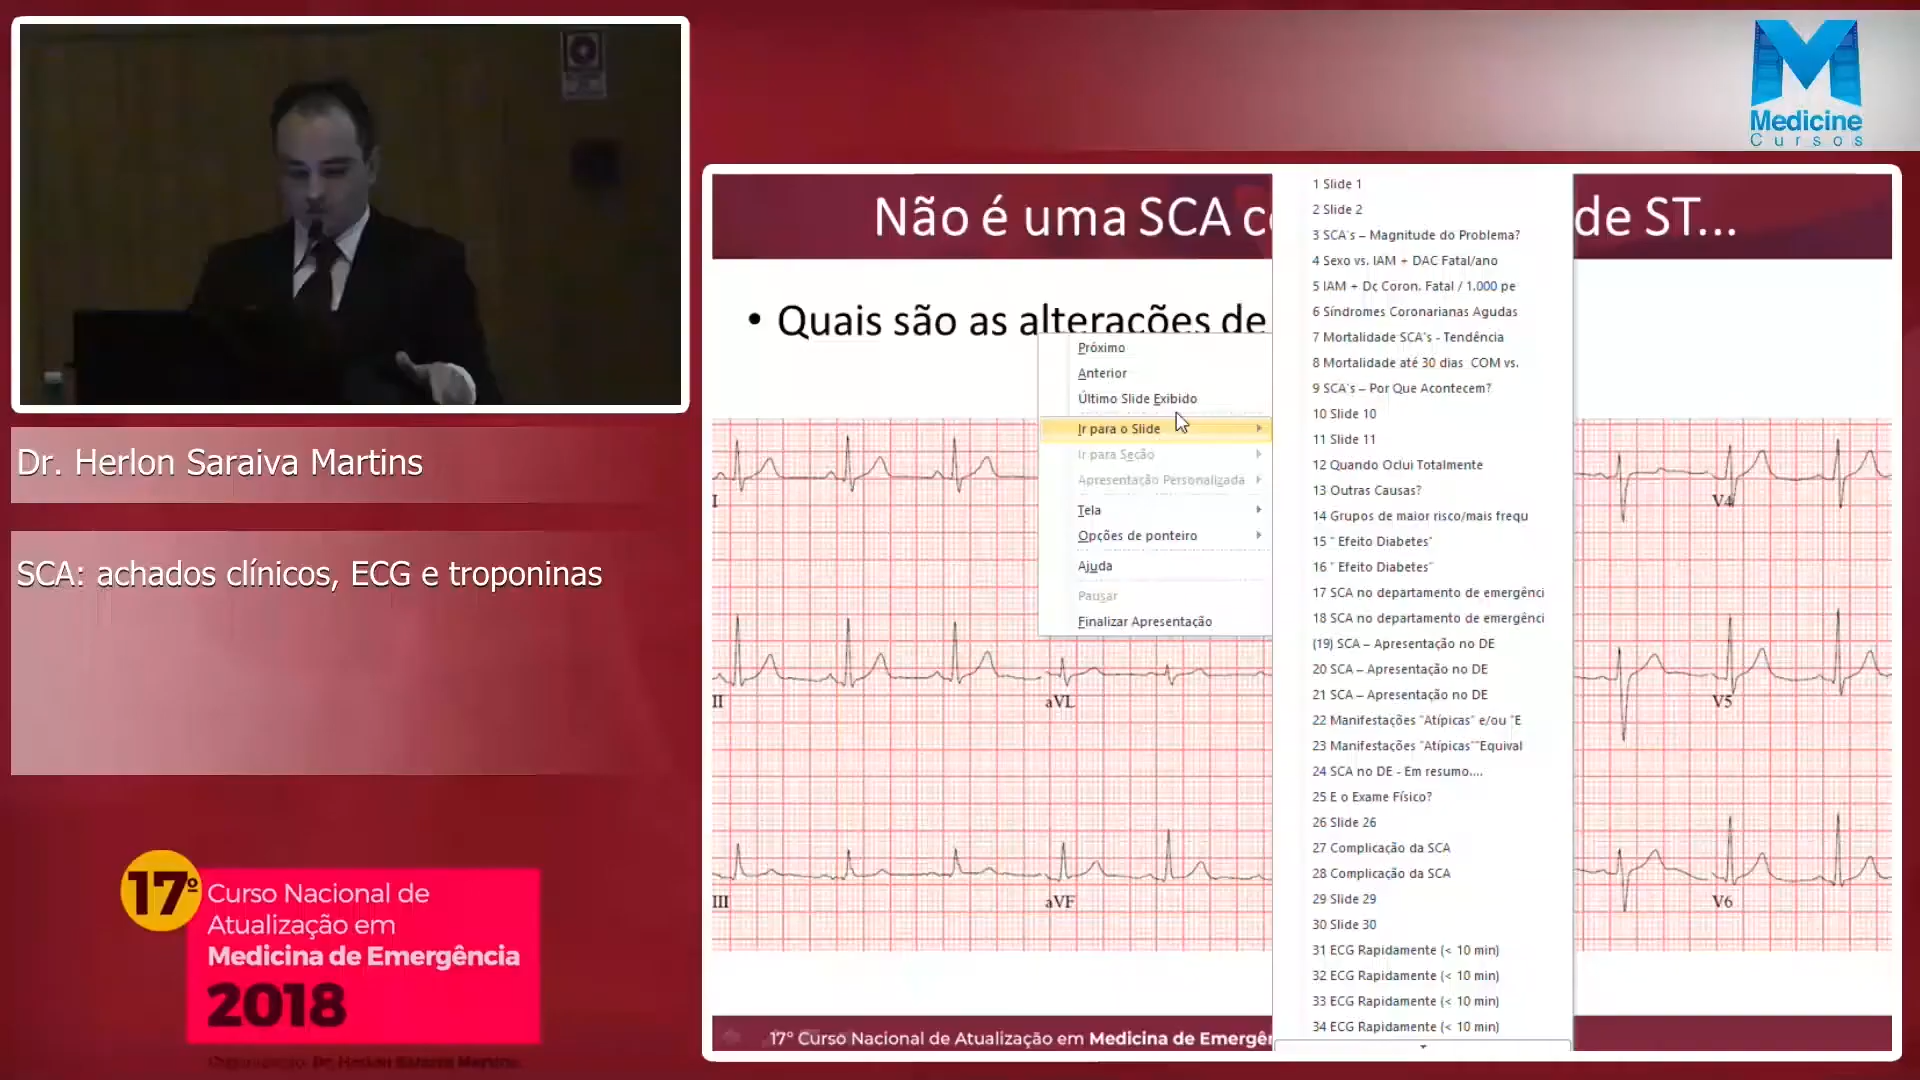 Medicine
Cursos
Não é uma SCA co
de ST...
• Quais são as alterações de
Próximo
Anterior
Último Slide Exibido
Ir para o Slide
Ir para Seção
Apresentação Personalizada
Tela
Opções de ponteiro
Ajuda
Pausar
Finalizar Apresentação
1 Slide 1
2 Slide 2
3 SCA's – Magnitude do Problema?
4 Sexo vs. IAM + DAC Fatal/ano
5 IAM + Dç Coron. Fatal / 1.000 pe
6 Síndromes Coronarianas Agudas
7 Mortalidade SCA's - Tendência
8 Mortalidade até 30 dias COM vs.
9 SCA's – Por Que Acontecem?
10 Slide 10
11 Slide 11
12 Quando Oclui Totalmente
13 Outras Causas?
14 Grupos de maior risco/mais frequ
15 " Efeito Diabetes"
16 " Efeito Diabetes"
17 SCA no departamento de emergênci
18 SCA no departamento de emergênci
(19) SCA – Apresentação no DE
20 SCA – Apresentação no DE
21 SCA – Apresentação no DE
22 Manifestações "Atípicas" e/ou "E
23 Manifestações "Atípicas""Equival
24 SCA no DE - Em resumo....
25 E o Exame Físico?
26 Slide 26
27 Complicação da SCA
28 Complicação da SCA
29 Slide 29
30 Slide 30
31 ECG Rapidamente (< 10 min)
32 ECG Rapidamente (< 10 min)
33 ECG Rapidamente (< 10 min)
34 ECG Rapidamente (< 10 min)
I
V4
II
aVL
V5
III
aVF
V6
17º Curso Nacional de Atualização em Medicina de Emergên
Dr. Herlon Saraiva Martins
SCA: achados clínicos, ECG e troponinas
17º
Curso Nacional de
Atualização em
Medicina de Emergência
2018
Dr. Herlon Saraiva Martins